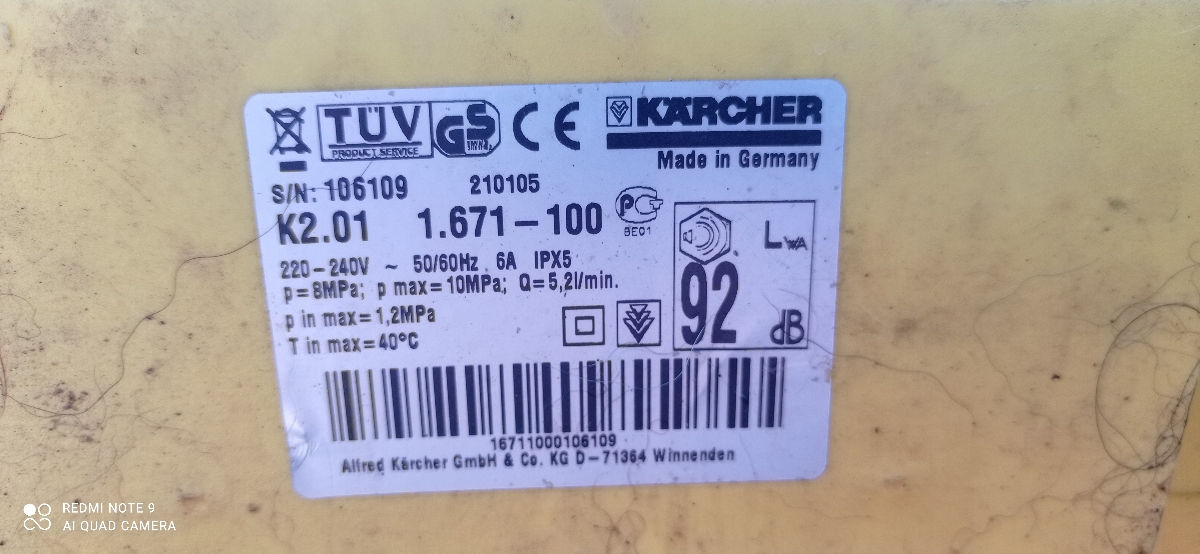 TÜV GS CE KÄRCHER
PRODUCT SERVICE
Made in Germany
S/N: 106109 210105
K2.01 1.671-100 PC
BE01
220-240V ~ 50/60Hz 6A IPX5
p=8MPa; p max=10MPa; Q=5,2l/min.
p in max=1,2MPa
T in max=40°C
LWA
92
dB
16711000106109
Alfred Kärcher GmbH & Co. KG D-71364 Winnenden
REDMI NOTE 9
AI QUAD CAMERA